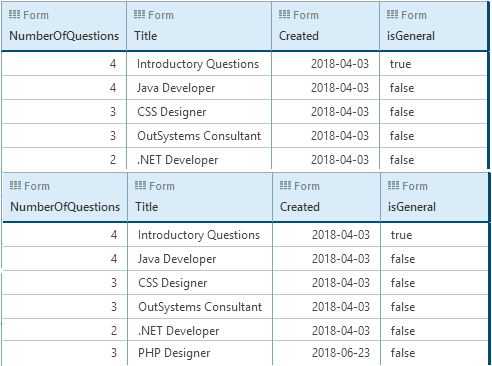 Form Form Form Form
NumberOfQuestions Title Created isGeneral
4 Introductory Questions 2018-04-03 true
4 Java Developer 2018-04-03 false
3 CSS Designer 2018-04-03 false
3 OutSystems Consultant 2018-04-03 false
2 .NET Developer 2018-04-03 false
Form Form Form Form
NumberOfQuestions Title Created isGeneral
4 Introductory Questions 2018-04-03 true
4 Java Developer 2018-04-03 false
3 CSS Designer 2018-04-03 false
3 OutSystems Consultant 2018-04-03 false
2 .NET Developer 2018-04-03 false
3 PHP Designer 2018-06-23 false